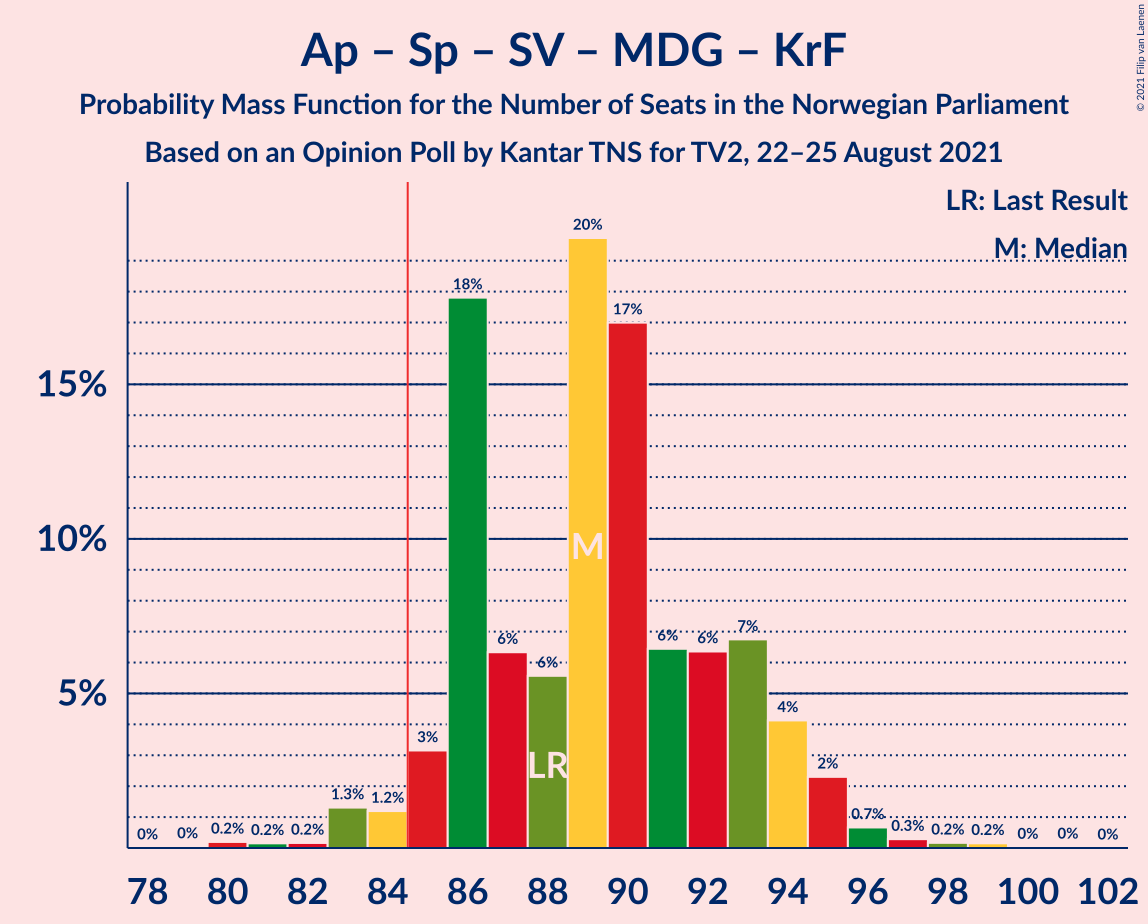 Ap – Sp – SV – MDG – KrF
Probability Mass Function for the Number of Seats in the Norwegian Parliament
Based on an Opinion Poll by Kantar TNS for TV2, 22–25 August 2021
© 2021 Filip van Laenen
LR: Last Result
M: Median
15%
10%
5%
0% 0% 0.2% 0.2% 0.2% 1.3% 1.2% 3% 18% 6% 6% 20% 17% 6% 6% 7% 4% 2% 0.7% 0.3% 0.2% 0.2% 0% 0% 0%
M
LR
78 80 82 84 86 88 90 92 94 96 98 100 102